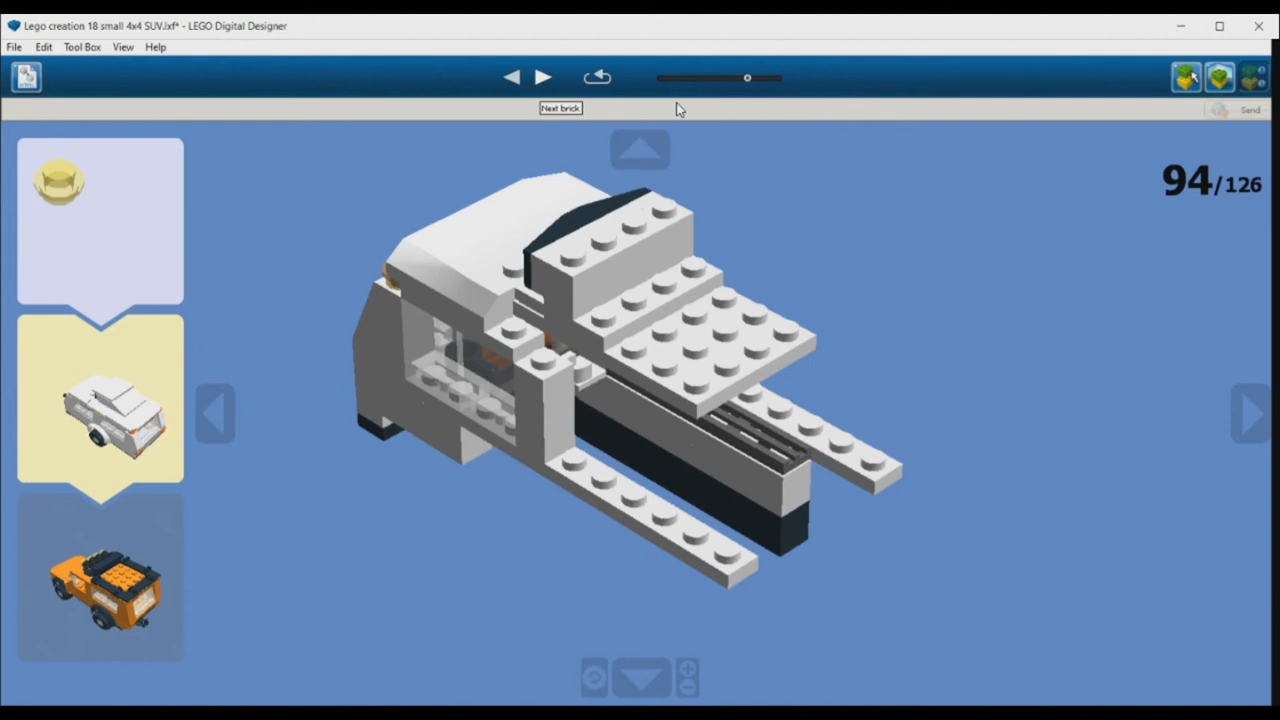 Lego creation 18 small 4x4 SUV.lxf* - LEGO Digital Designer
File Edit Tool Box View Help
Next brick
Send
94/126